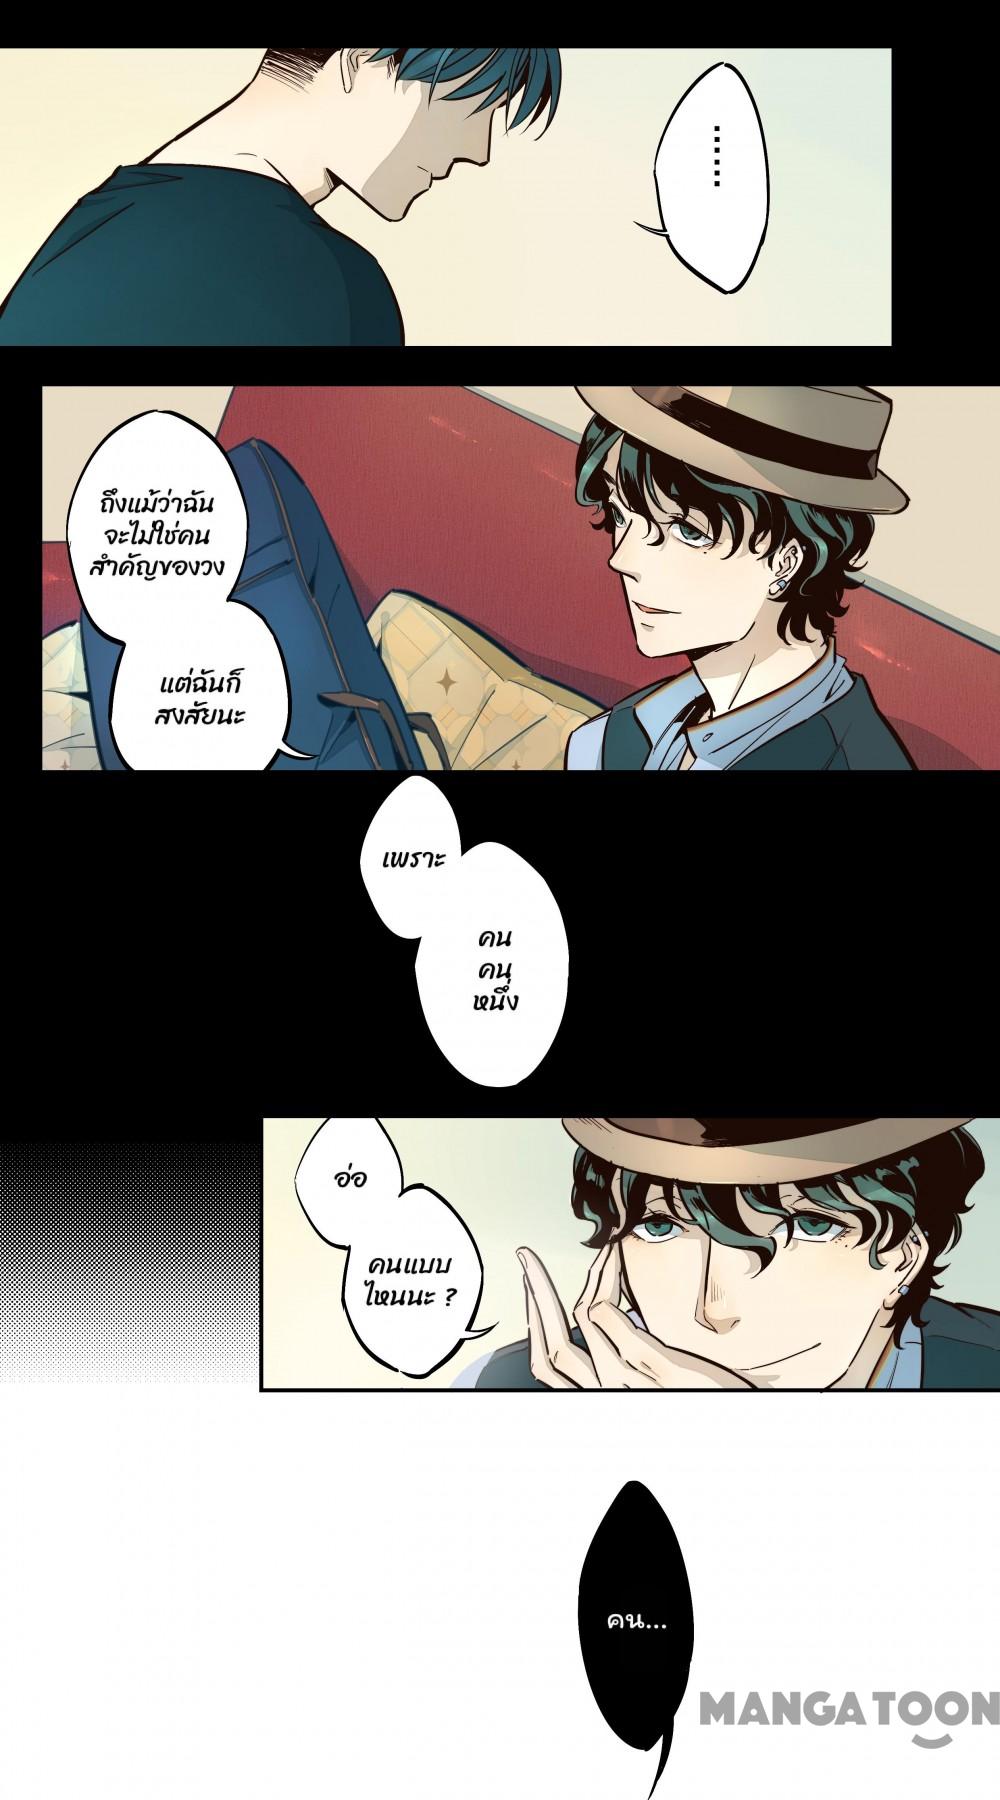 ........
ถึงแม้ว่าฉัน
จะไม่ใช่คน
สำคัญของวง
แต่ฉันก็
สงสัยนะ
เพราะ
คน
คน
หนึ่ง
อ่อ
คนแบบ
ไหนนะ ?
คน...
MANGATOON